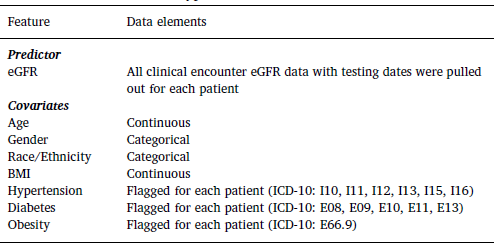 Feature Data elements
Predictor
eGFR All clinical encounter eGFR data with testing dates were pulled
out for each patient
Covariates
Age Continuous
Gender Categorical
Race/Ethnicity Categorical
BMI Continuous
Hypertension Flagged for each patient (ICD-10: I10, I11, I12, I13, I15, I16)
Diabetes Flagged for each patient (ICD-10: E08, E09, E10, E11, E13)
Obesity Flagged for each patient (ICD-10: E66.9)